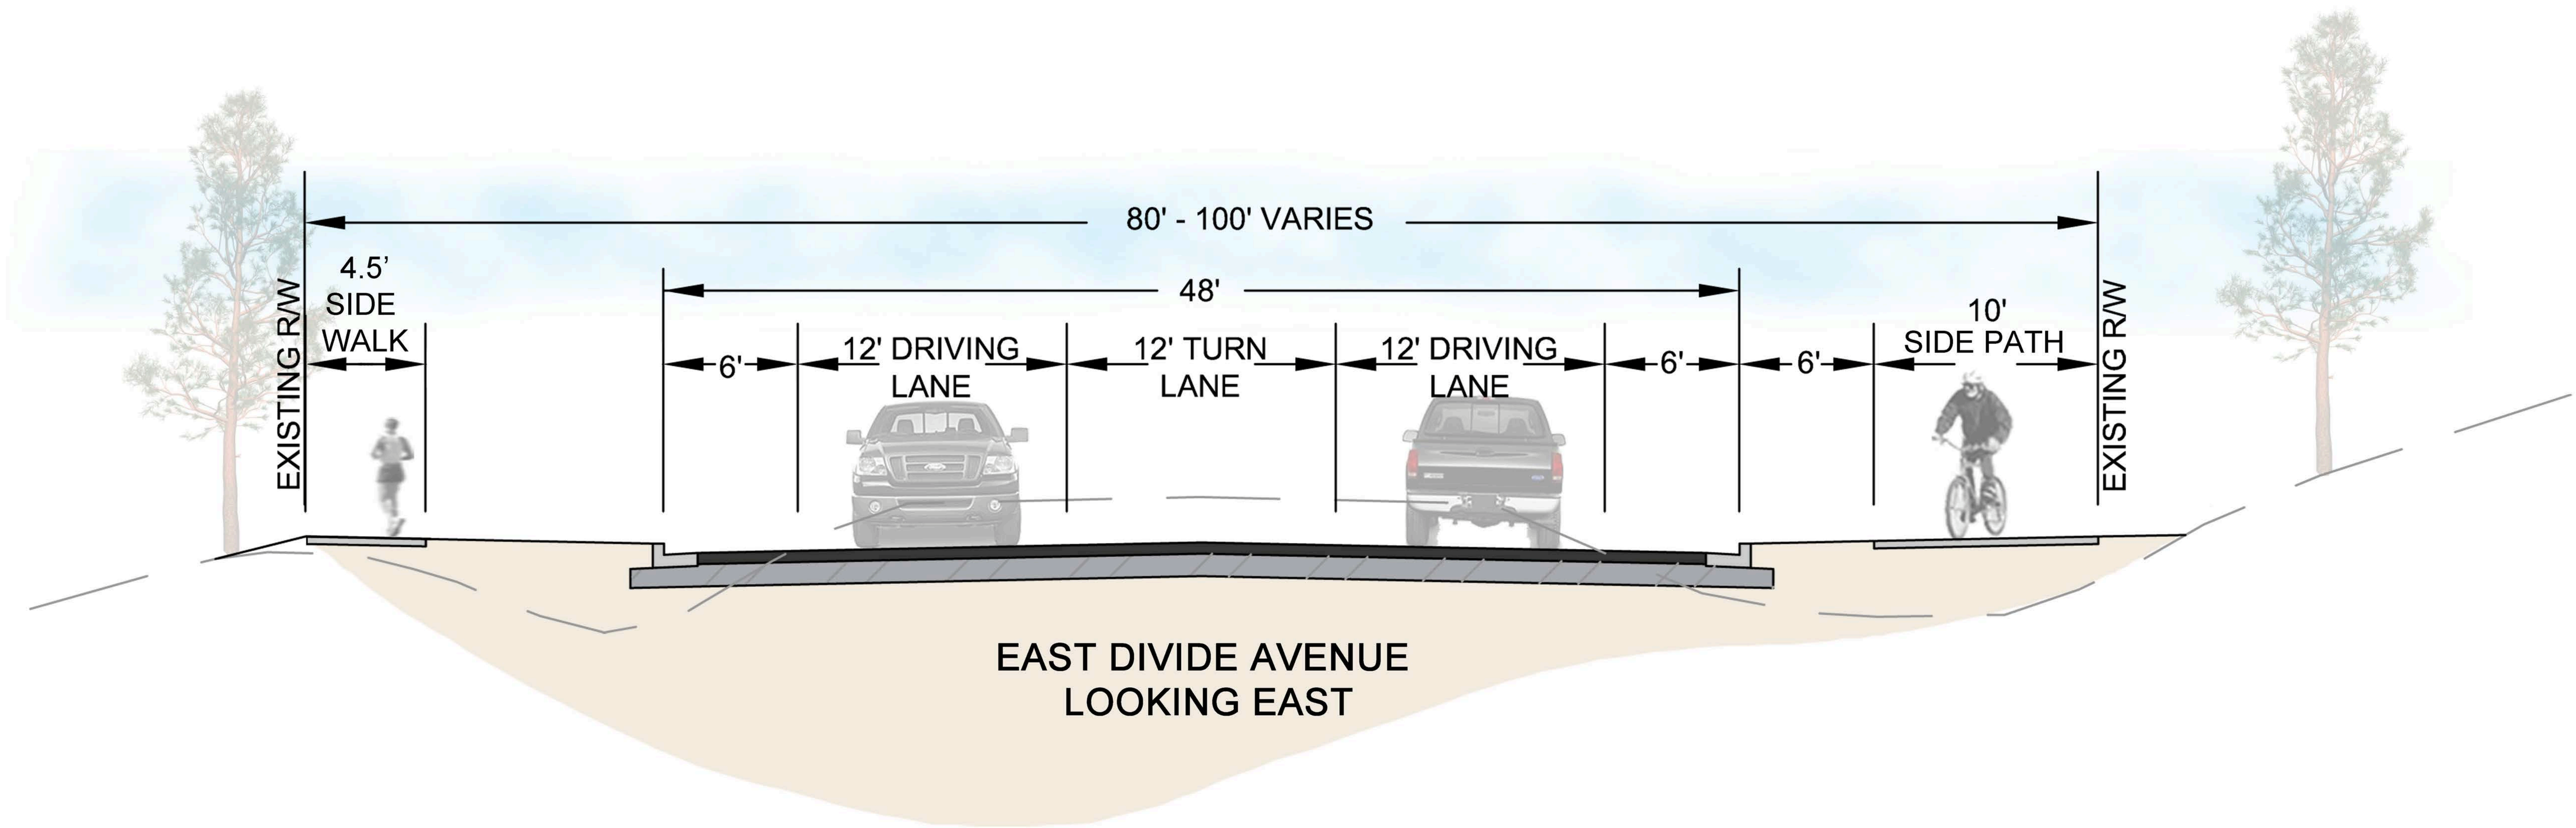 80' - 100' VARIES
4.5’
SIDE
WALK
48'
10'
SIDE PATH
EXISTING R/W
6'
12' DRIVING
LANE
12' TURN
LANE
12' DRIVING
LANE
6'
6'
EXISTING R/W
EAST DIVIDE AVENUE
LOOKING EAST